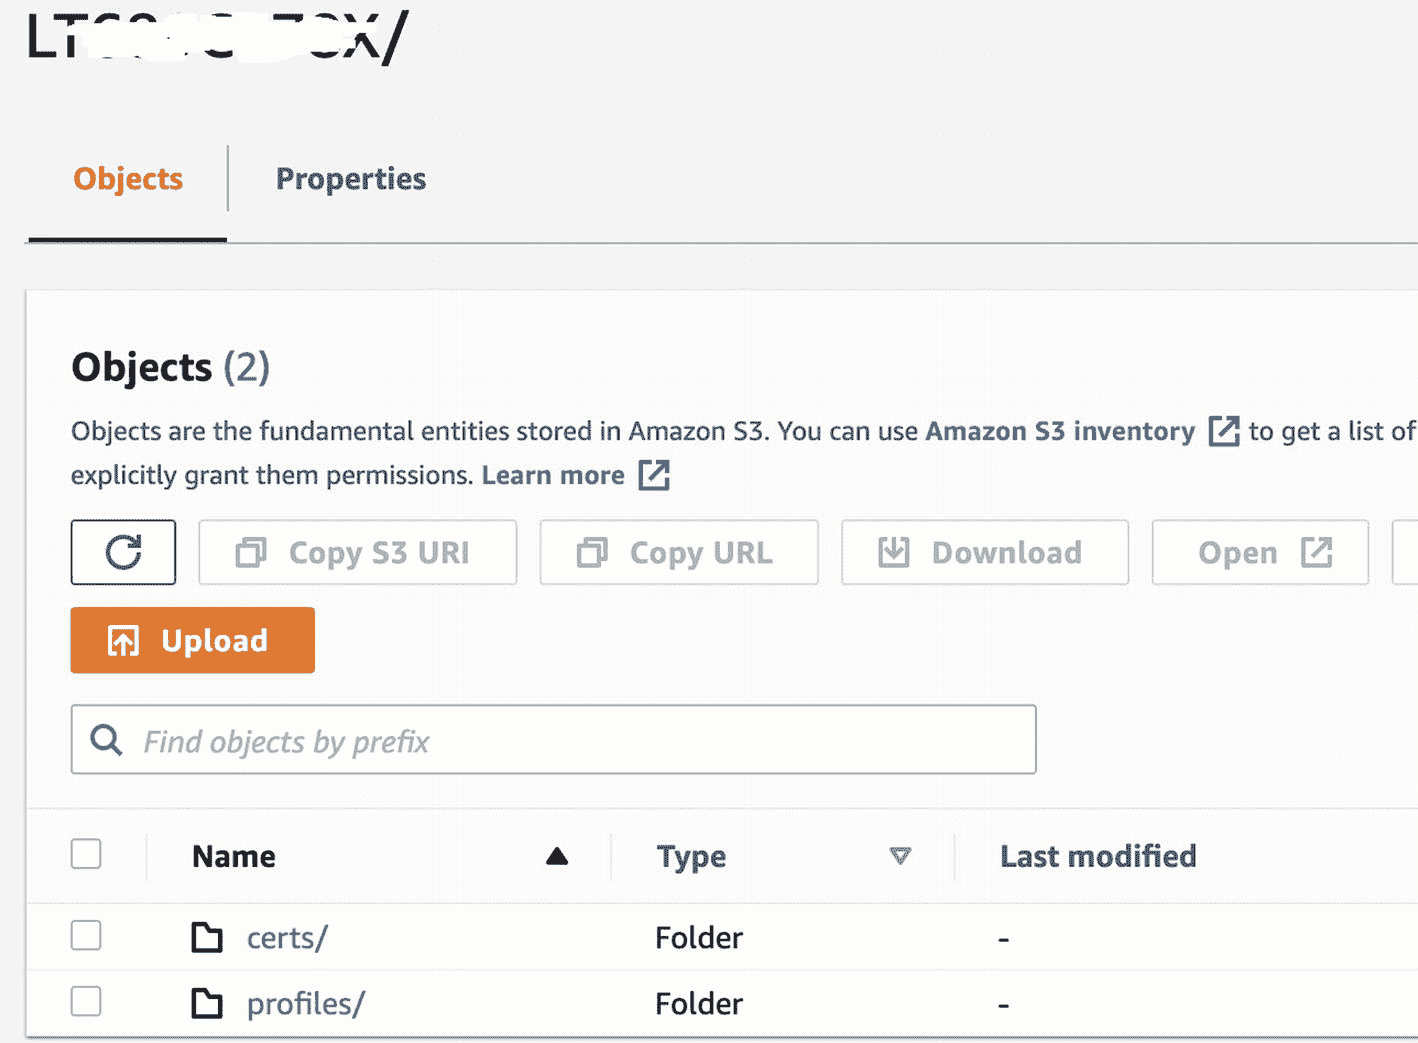 Objects
Properties
Objects (2)
Objects are the fundamental entities stored in Amazon S3. You can use Amazon S3 inventory to get a list of
explicitly grant them permissions. Learn more
Copy S3 URI
Copy URL
Download
Open
Upload
Find objects by prefix
Name
Type
Last modified
certs/
Folder
-
profiles/
Folder
-